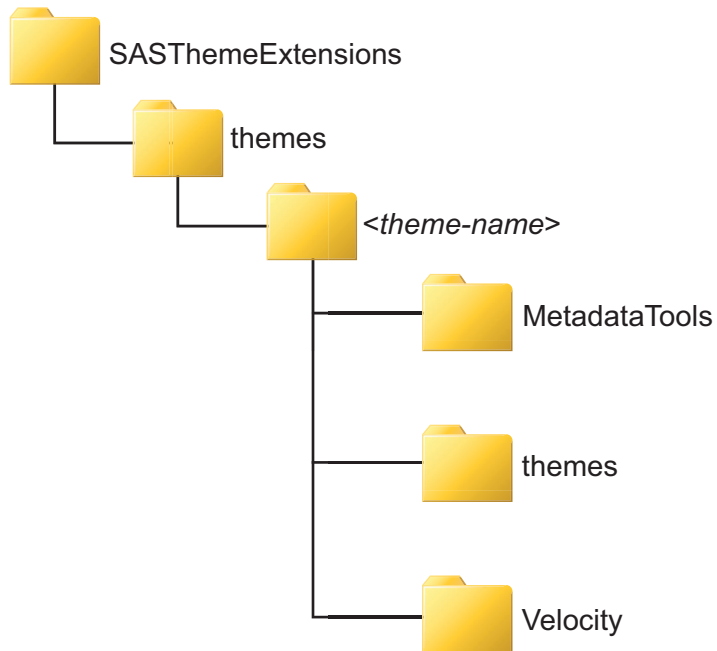 SASThemeExtensions
themes
<theme-name>
MetadataTools
themes
Velocity